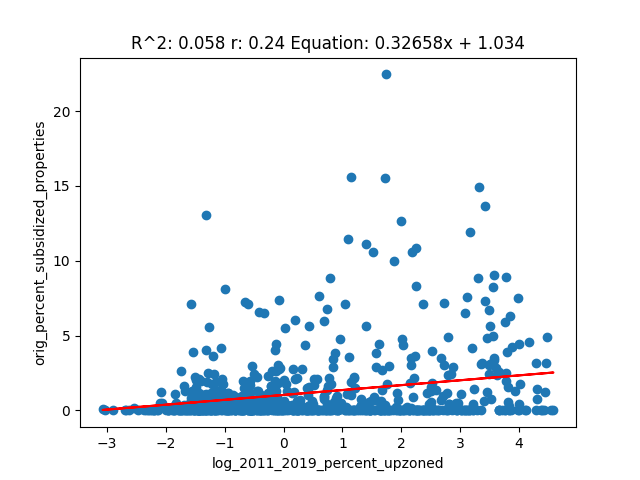 R^2: 0.058 r: 0.24 Equation: 0.32658x + 1.034
orig_percent_subsidized_properties
20
15
10
5
0
−3 −2 −1 0 1 2 3 4
log_2011_2019_percent_upzoned